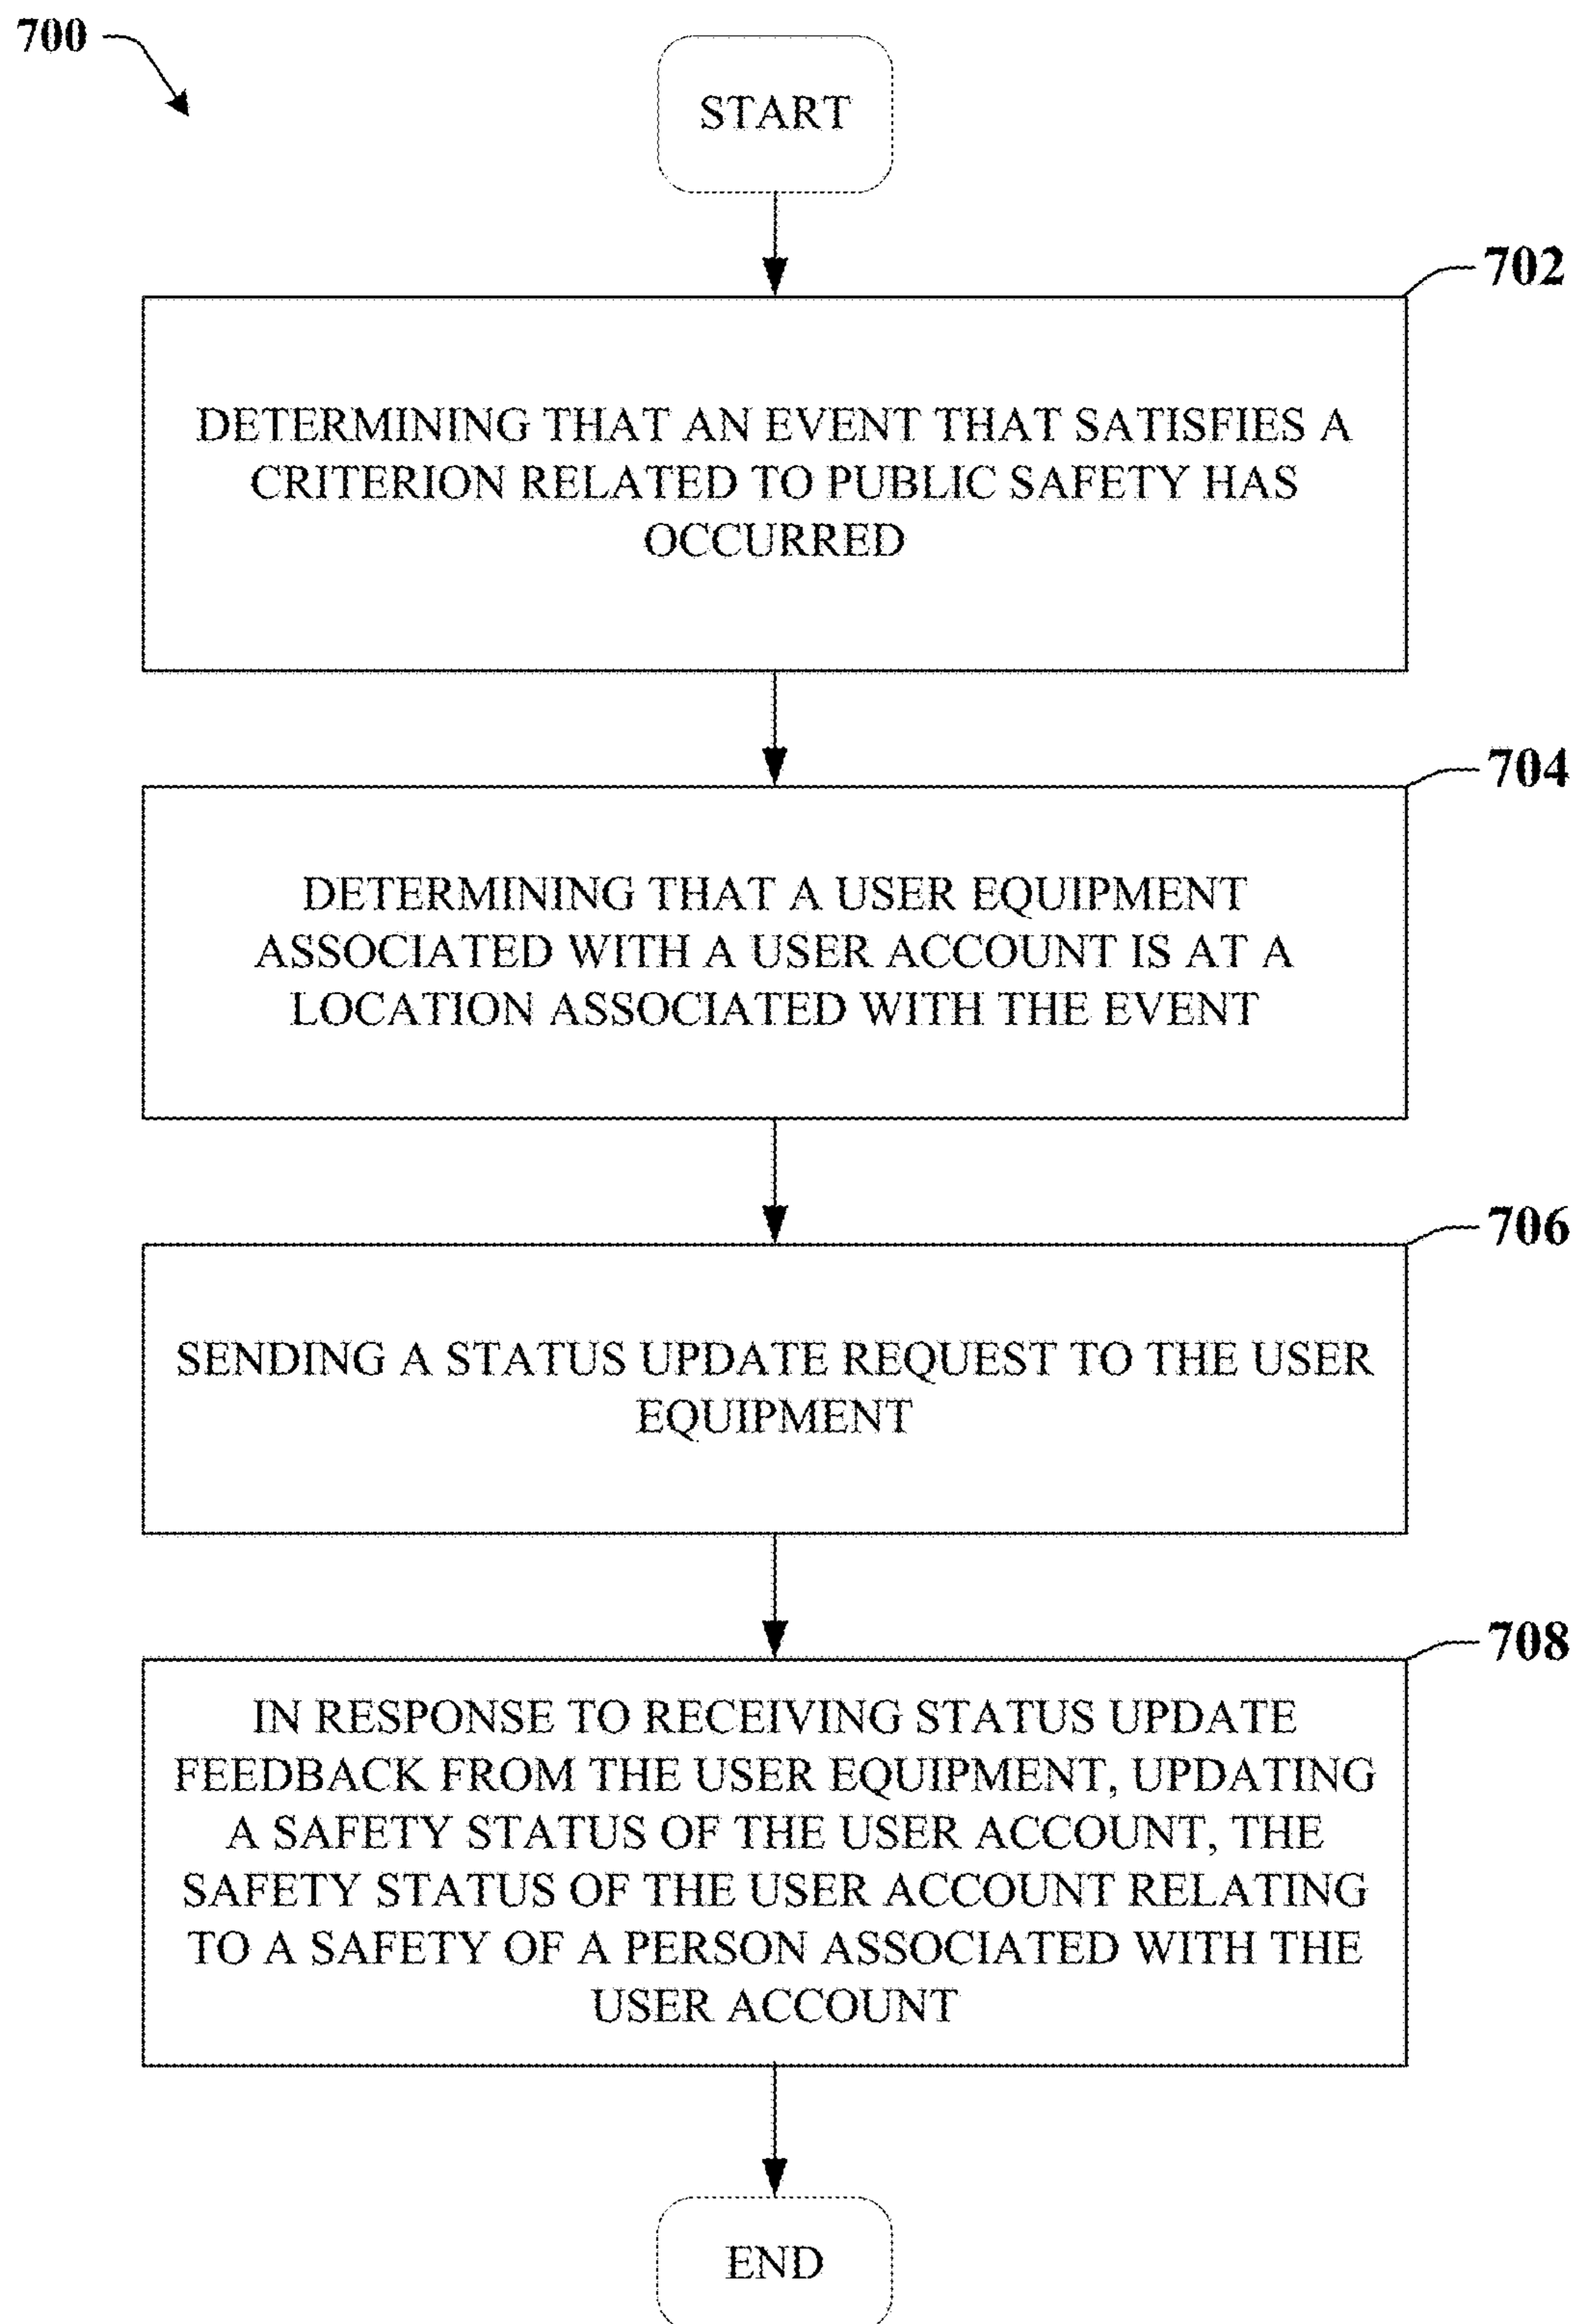 700
START
702
DETERMINING THAT AN EVENT THAT SATISFIES A
CRITERION RELATED TO PUBLIC SAFETY HAS
OCCURRED
704
DETERMINING THAT A USER EQUIPMENT
ASSOCIATED WITH A USER ACCOUNT IS AT A
LOCATION ASSOCIATED WITH THE EVENT
706
SENDING A STATUS UPDATE REQUEST TO THE USER
EQUIPMENT
708
IN RESPONSE TO RECEIVING STATUS UPDATE
FEEDBACK FROM THE USER EQUIPMENT, UPDATING
A SAFETY STATUS OF THE USER ACCOUNT, THE
SAFETY STATUS OF THE USER ACCOUNT RELATING
TO A SAFETY OF A PERSON ASSOCIATED WITH THE
USER ACCOUNT
END